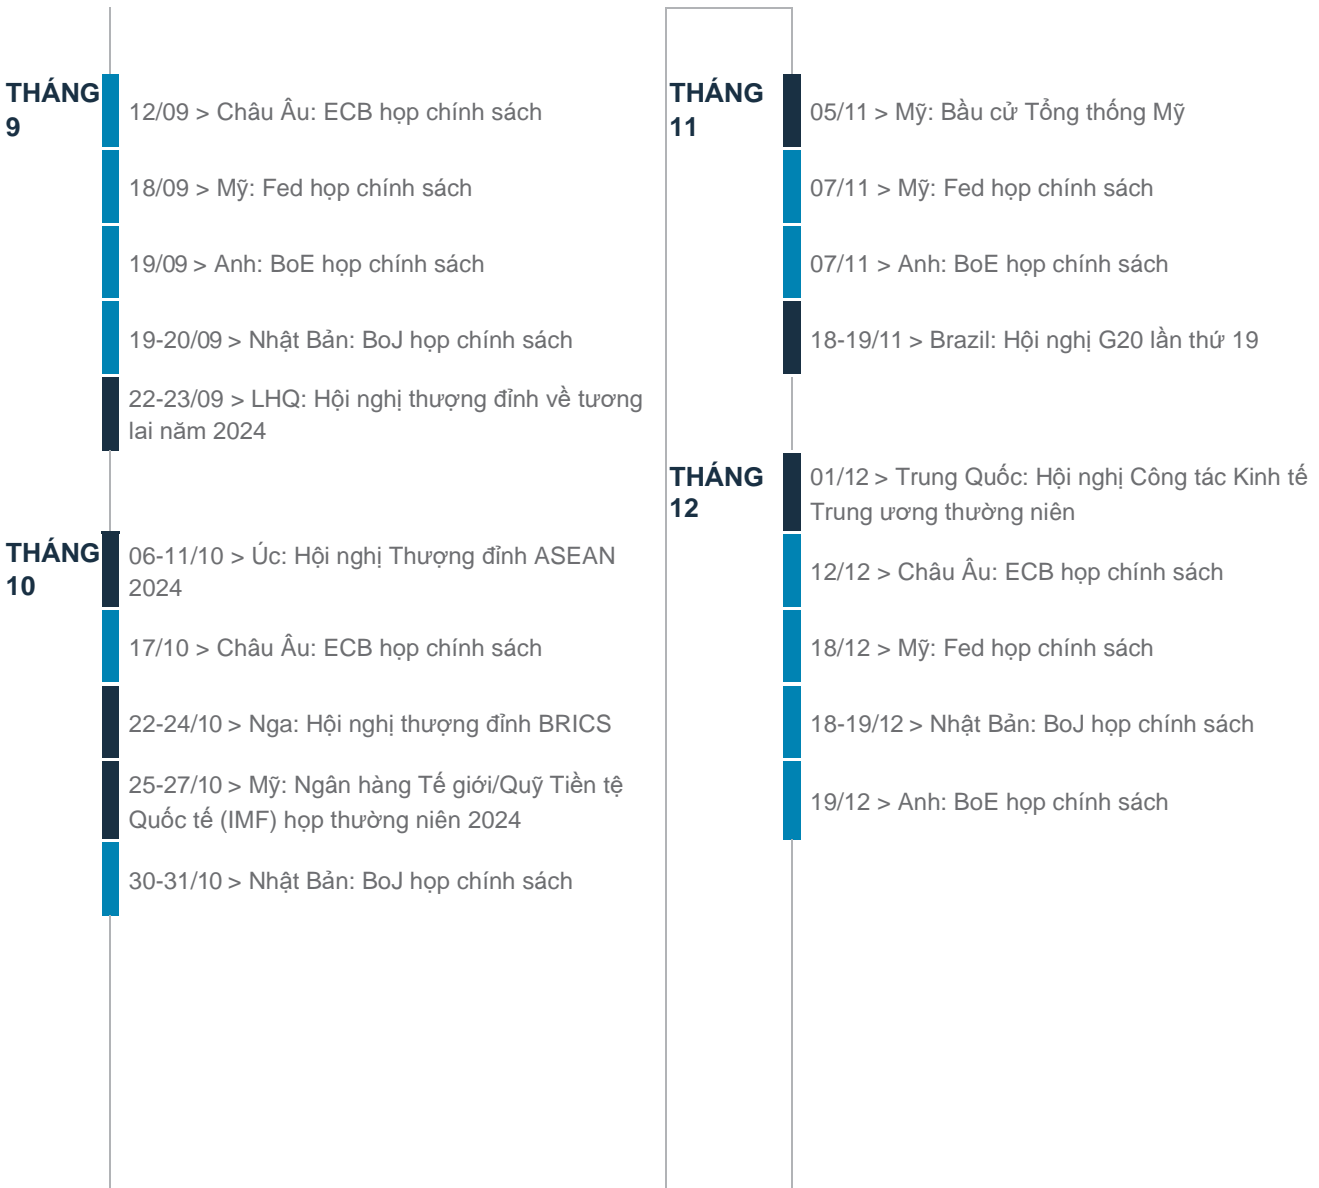 THÁNG
9
12/09 > Châu Âu: ECB họp chính sách
18/09 > Mỹ: Fed họp chính sách
19/09 > Anh: BoE họp chính sách
19-20/09 > Nhật Bản: BoJ họp chính sách
22-23/09 > LHQ: Hội nghị thượng đỉnh về tương
lai năm 2024
THÁNG
10
06-11/10 > Úc: Hội nghị Thượng đỉnh ASEAN
2024
17/10 > Châu Âu: ECB họp chính sách
22-24/10 > Nga: Hội nghị thượng đỉnh BRICS
25-27/10 > Mỹ: Ngân hàng Tế giới/Quỹ Tiền tệ
Quốc tế (IMF) họp thường niên 2024
30-31/10 > Nhật Bản: BoJ họp chính sách
THÁNG
11
05/11 > Mỹ: Bầu cử Tổng thống Mỹ
07/11 > Mỹ: Fed họp chính sách
07/11 > Anh: BoE họp chính sách
18-19/11 > Brazil: Hội nghị G20 lần thứ 19
THÁNG
12
01/12 > Trung Quốc: Hội nghị Công tác Kinh tế
Trung ương thường niên
12/12 > Châu Âu: ECB họp chính sách
18/12 > Mỹ: Fed họp chính sách
18-19/12 > Nhật Bản: BoJ họp chính sách
19/12 > Anh: BoE họp chính sách